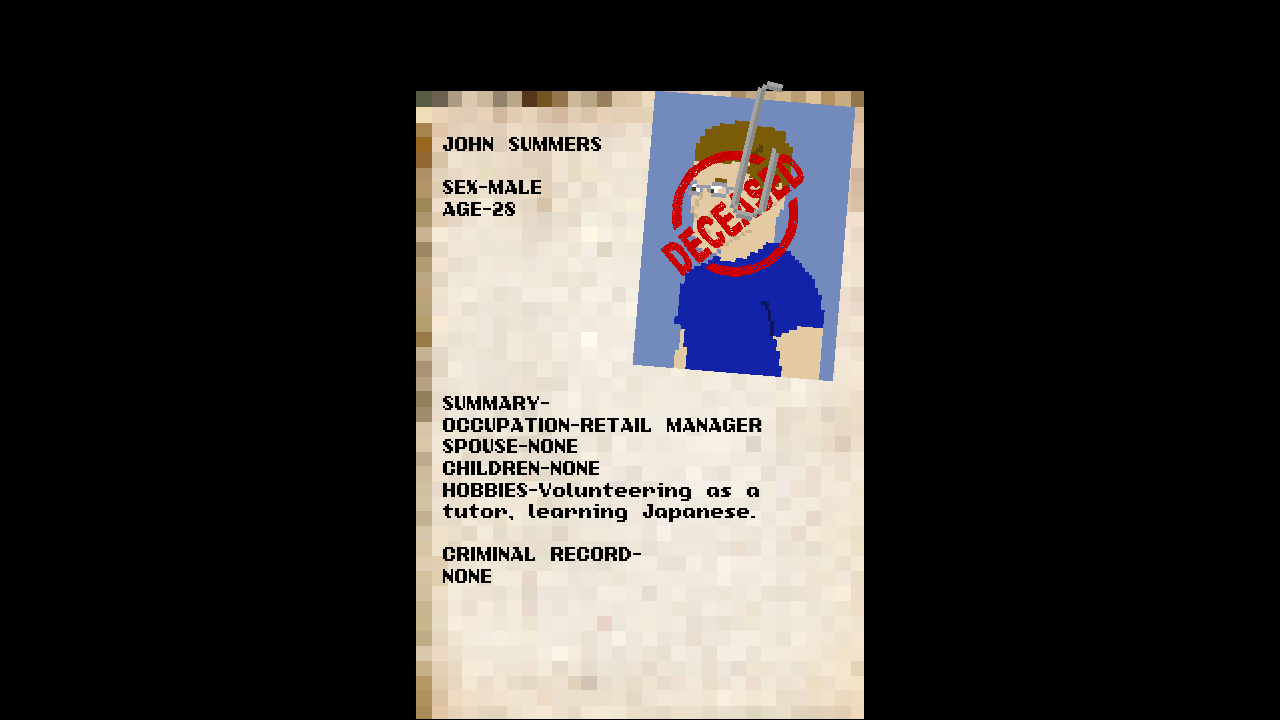 JOHN SUMMERS
SEX-MALE
AGE-28
DECEASED
SUMMARY-
OCCUPATION-RETAIL MANAGER
SPOUSE-NONE
CHILDREN-NONE
HOBBIES-Volunteering as a
tutor, learning Japanese.
CRIMINAL RECORD-
NONE